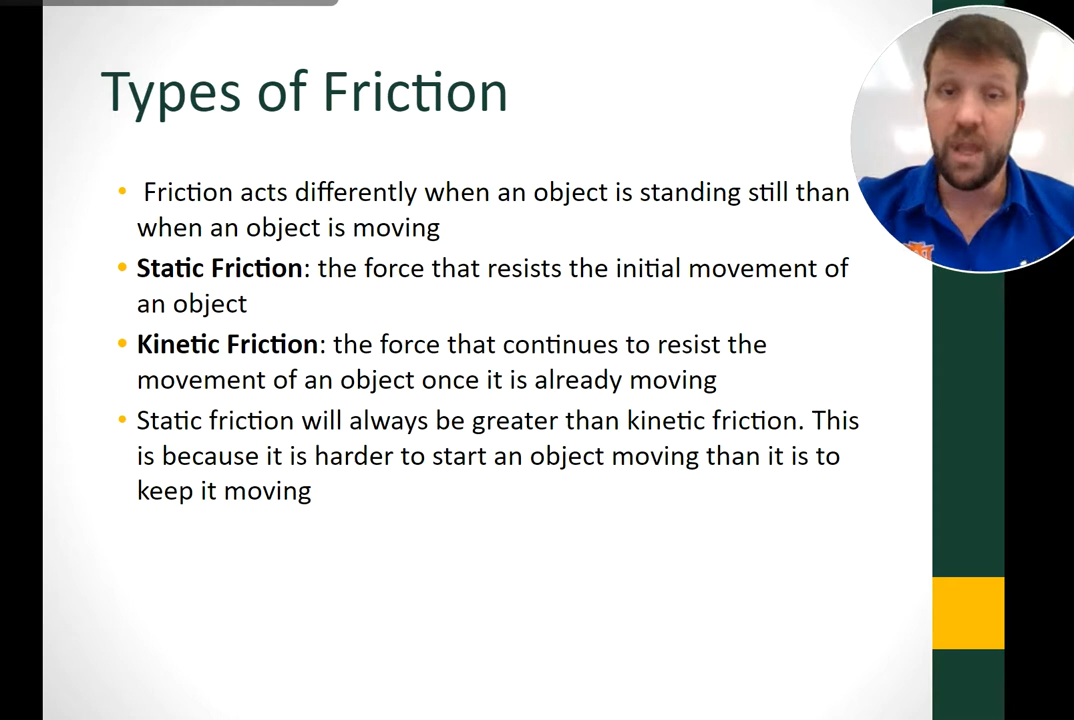 Types of Friction
Friction acts differently when an object is standing still than
when an object is moving
Static Friction: the force that resists the initial movement of
an object
Kinetic Friction: the force that continues to resist the
movement of an object once it is already moving
Static friction will always be greater than kinetic friction. This
is because it is harder to start an object moving than it is to
keep it moving